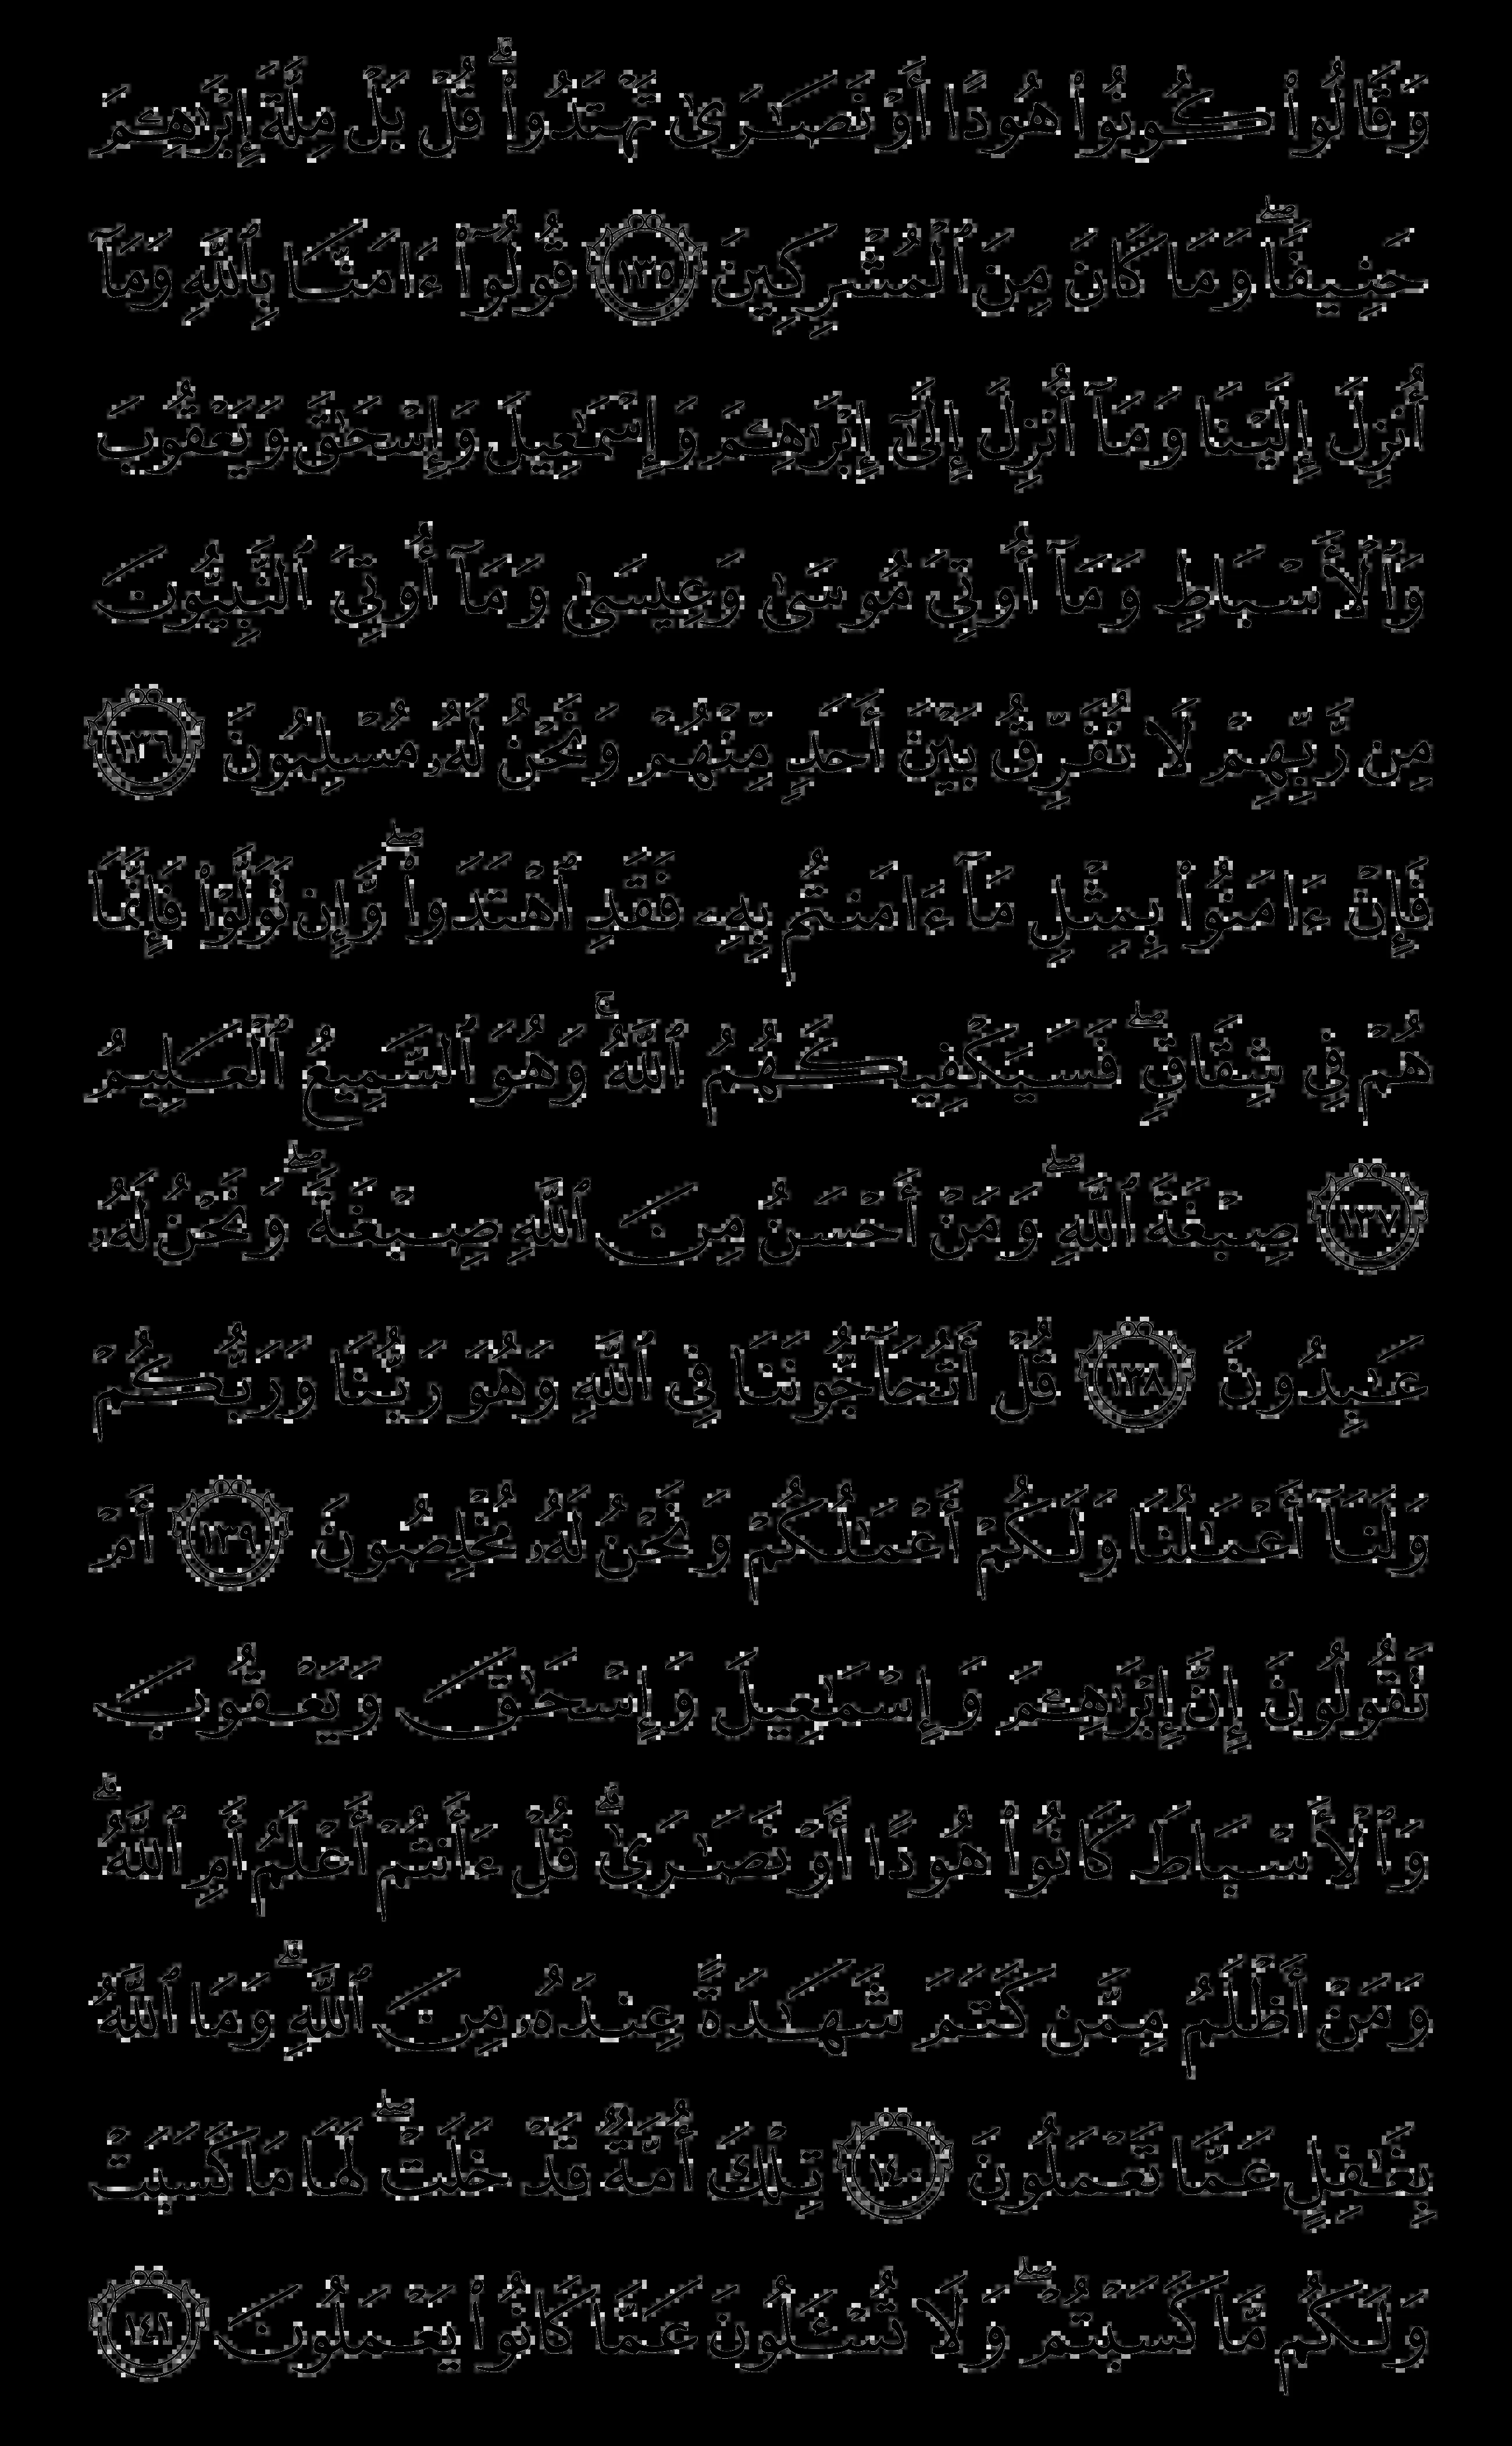 وَقَالُوا۟ كُونُوا۟ هُودًا أَوْ نَصَـٰرَىٰ تَهْتَدُوا۟ ۗ قُلْ بَلْ مِلَّةَ إِبْرَٰهِـۧمَ
حَنِيفًا ۖ وَمَا كَانَ مِنَ ٱلْمُشْرِكِينَ ١٣٥ قُولُوٓا۟ ءَامَنَّا بِٱللَّهِ وَمَآ
أُنزِلَ إِلَيْنَا وَمَآ أُنزِلَ إِلَىٰٓ إِبْرَٰهِـۧمَ وَإِسْمَـٰعِيلَ وَإِسْحَـٰقَ وَيَعْقُوبَ
وَٱلْأَسْبَاطِ وَمَآ أُوتِىَ مُوسَىٰ وَعِيسَىٰ وَمَآ أُوتِىَ ٱلنَّبِيُّونَ
مِن رَّبِّهِمْ لَا نُفَرِّقُ بَيْنَ أَحَدٍ مِّنْهُمْ وَنَحْنُ لَهُۥ مُسْلِمُونَ ١٣٦
فَإِنْ ءَامَنُوا۟ بِمِثْلِ مَآ ءَامَنتُم بِهِۦ فَقَدِ ٱهْتَدَوا۟ ۖ وَّإِن تَوَلَّوْا۟ فَإِنَّمَا
هُمْ فِى شِقَاقٍ ۖ فَسَيَكْفِيكَهُمُ ٱللَّهُ ۚ وَهُوَ ٱلسَّمِيعُ ٱلْعَلِيمُ
١٣٧ صِبْغَةَ ٱللَّهِ ۖ وَمَنْ أَحْسَنُ مِنَ ٱللَّهِ صِبْغَةً ۖ وَنَحْنُ لَهُۥ
عَـٰبِدُونَ ١٣٨ قُلْ أَتُحَآجُّونَنَا فِى ٱللَّهِ وَهُوَ رَبُّنَا وَرَبُّكُمْ
وَلَنَآ أَعْمَـٰلُنَا وَلَكُمْ أَعْمَـٰلُكُمْ وَنَحْنُ لَهُۥ مُخْلِصُونَ ١٣٩ أَمْ
تَقُولُونَ إِنَّ إِبْرَٰهِـۧمَ وَإِسْمَـٰعِيلَ وَإِسْحَـٰقَ وَيَعْقُوبَ
وَٱلْأَسْبَاطَ كَانُوا۟ هُودًا أَوْ نَصَـٰرَىٰ ۗ قُلْ ءَأَنتُمْ أَعْلَمُ أَمِ ٱللَّهُ ۗ
وَمَنْ أَظْلَمُ مِمَّن كَتَمَ شَهَـٰدَةً عِندَهُۥ مِنَ ٱللَّهِ ۗ وَمَا ٱللَّهُ
بِغَـٰفِلٍ عَمَّا تَعْمَلُونَ ١٤٠ تِلْكَ أُمَّةٌ قَدْ خَلَتْ ۖ لَهَا مَا كَسَبَتْ
وَلَكُم مَّا كَسَبْتُمْ ۖ وَلَا تُسْـَٔلُونَ عَمَّا كَانُوا۟ يَعْمَلُونَ ١٤١